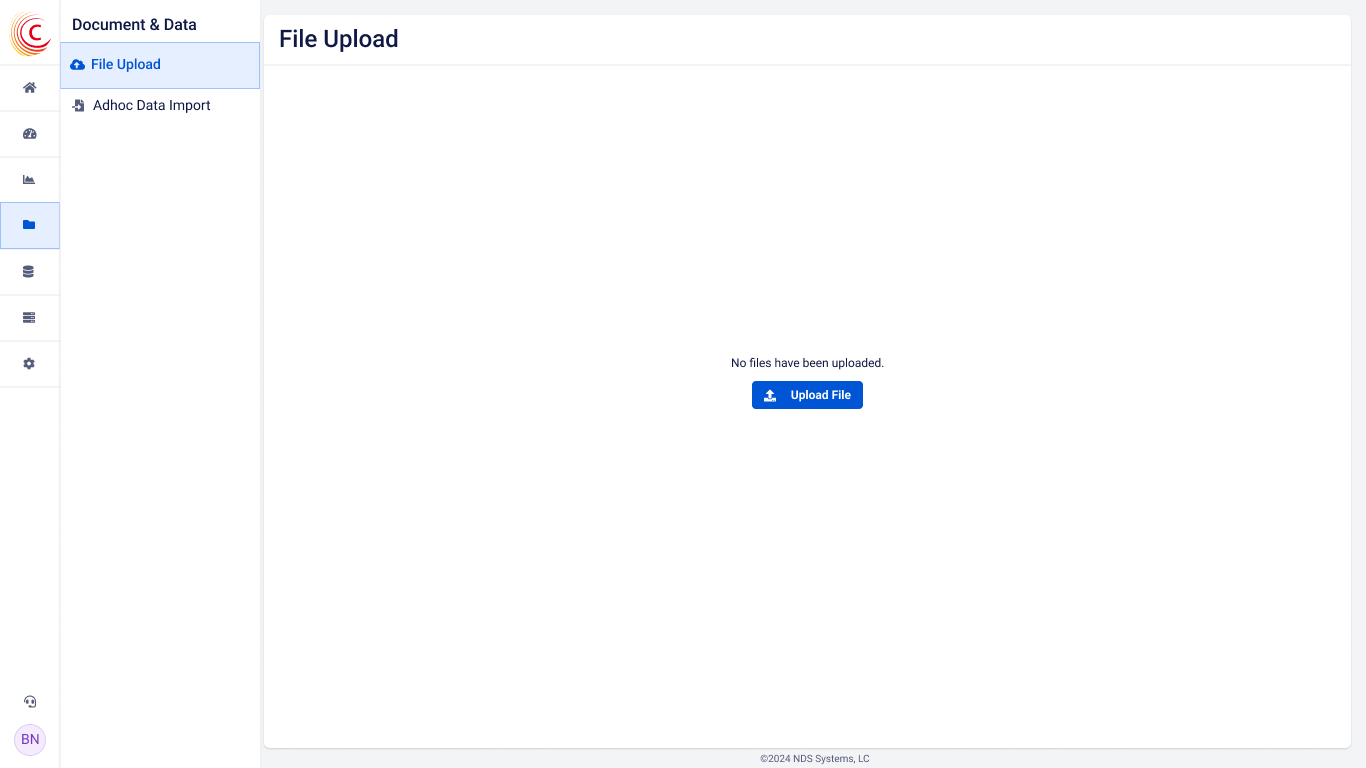 C
Document & Data
File Upload
Adhoc Data Import
File Upload
No files have been uploaded.
Upload File
BN
©2024 NDS Systems, LC